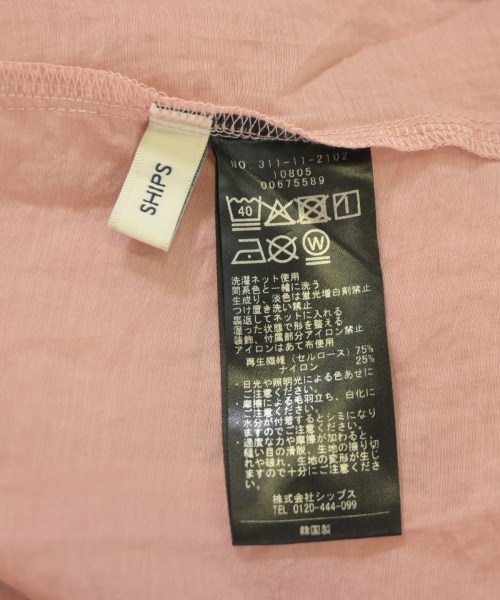 SHIPS
NO. 311-11-2102
10805
00675589
40
W
洗濯ネット使用
同系色と一緒に洗う
生成り、淡色は蛍光増白剤禁止
つけ置き洗い禁止
裏返してネットに入れる
湿った状態で形を整える
装飾、付属部分アイロン禁止
アイロンはあて布使用
再生繊維（セルロース）75%
ナイロン 25%
・日光や照明光による色あせに
ご注意ください。
・摩擦による毛羽立ち、白化に
ご注意ください。
・水分が付着するとシミになり
ますのでご注意ください。
・過度な力や摩擦が加わると、
縫い目の滑脱、生地の擦り切
れや破れ、生地の変形が生じ
ますので十分にご注意くださ
い。
株式会社シップス
TEL 0120-444-099
韓国製